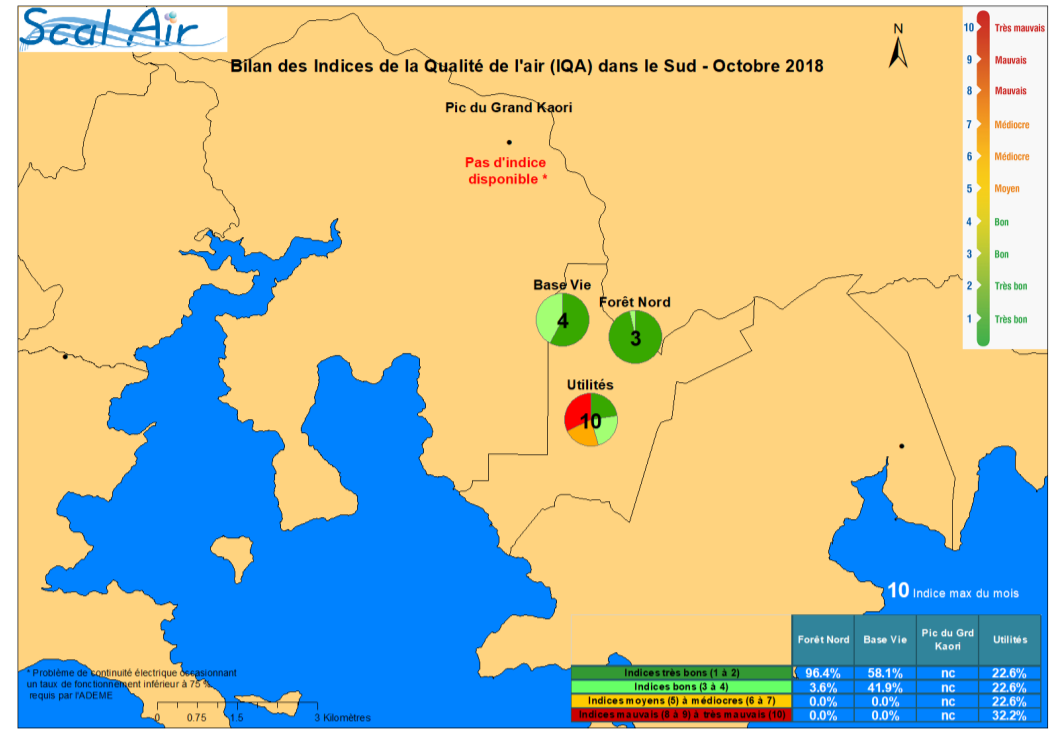 Scal Air
Bilan des Indices de la Qualité de l'air (IQA) dans le Sud - Octobre 2018
N
10 Très mauvais
9 Mauvais
8 Mauvais
7 Médiocre
6 Médiocre
5 Moyen
4 Bon
3 Bon
2 Très bon
1 Très bon
Pic du Grand Kaori
Pas d'indice
disponible *
Base Vie
4
Forêt Nord
3
Utilités
10
10 Indice max du mois
Forêt Nord Base Vie Pic du Grd Kaori Utilités
Indices très bons (1 à 2) 96.4% 58.1% nc 22.6%
Indices bons (3 à 4) 3.6% 41.9% nc 22.6%
Indices moyens (5) à médiocres (6 à 7) 0.0% 0.0% nc 22.6%
Indices mauvais (8 à 9) à très mauvais (10) 0.0% 0.0% nc 32.2%
* Problème de continuité électrique occasionnant
un taux de fonctionnement inférieur à 75 %
requis par l'ADEME
0 0.75 1.5 3 Kilomètres